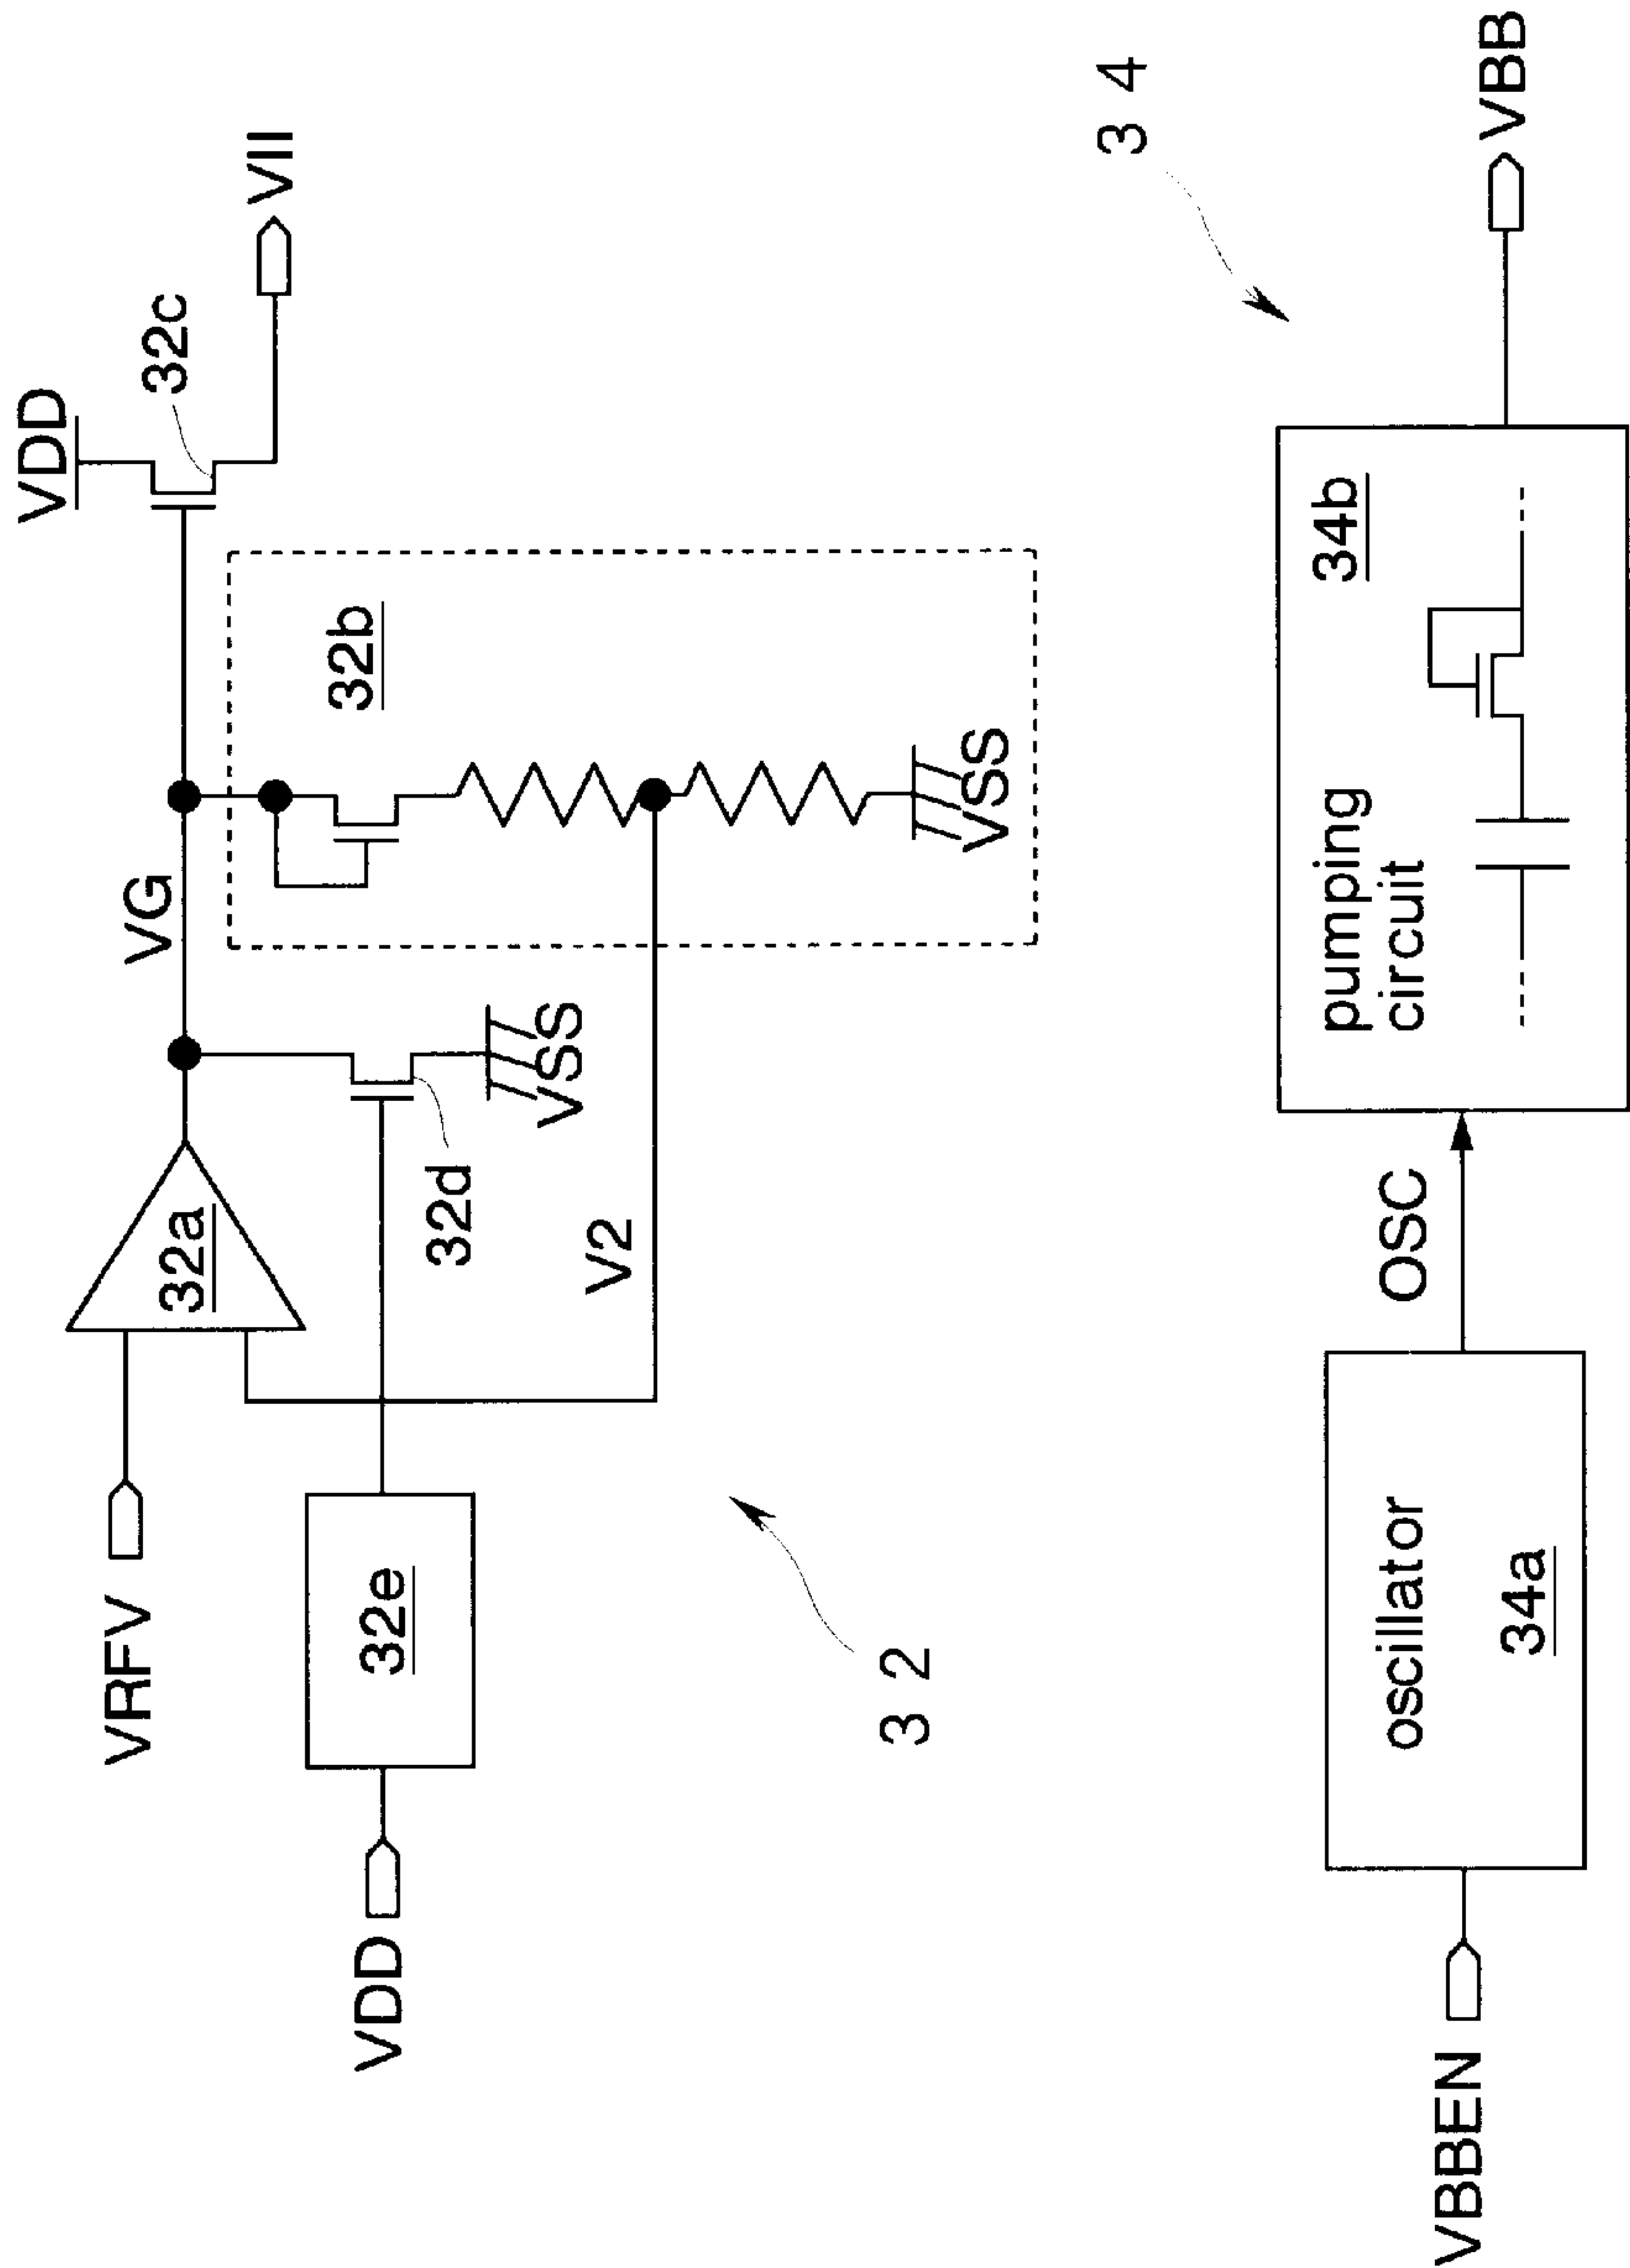 VDD
32c
VII
VG
32b
VSS
32a
VRFV
32d
VSS
V2
32e
VDD
3 2
3 4
VBBEN
oscillator
34a
OSC
pumping
circuit
34b
VBB